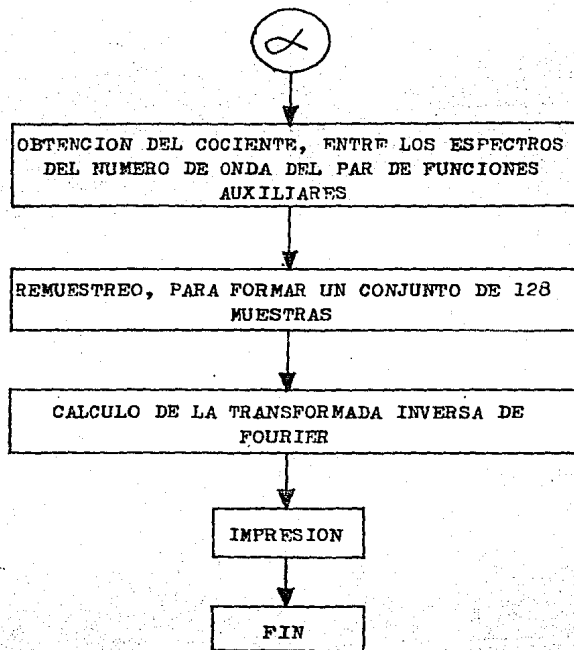 α
OBTENCION DEL COCIENTE, ENTRE LOS ESPECTROS
DEL NUMERO DE ONDA DEL PAR DE FUNCIONES
AUXILIARES
REMUESTREO, PARA FORMAR UN CONJUNTO DE 128
MUESTRAS
CALCULO DE LA TRANSFORMADA INVERSA DE
FOURIER
IMPRESION
FIN